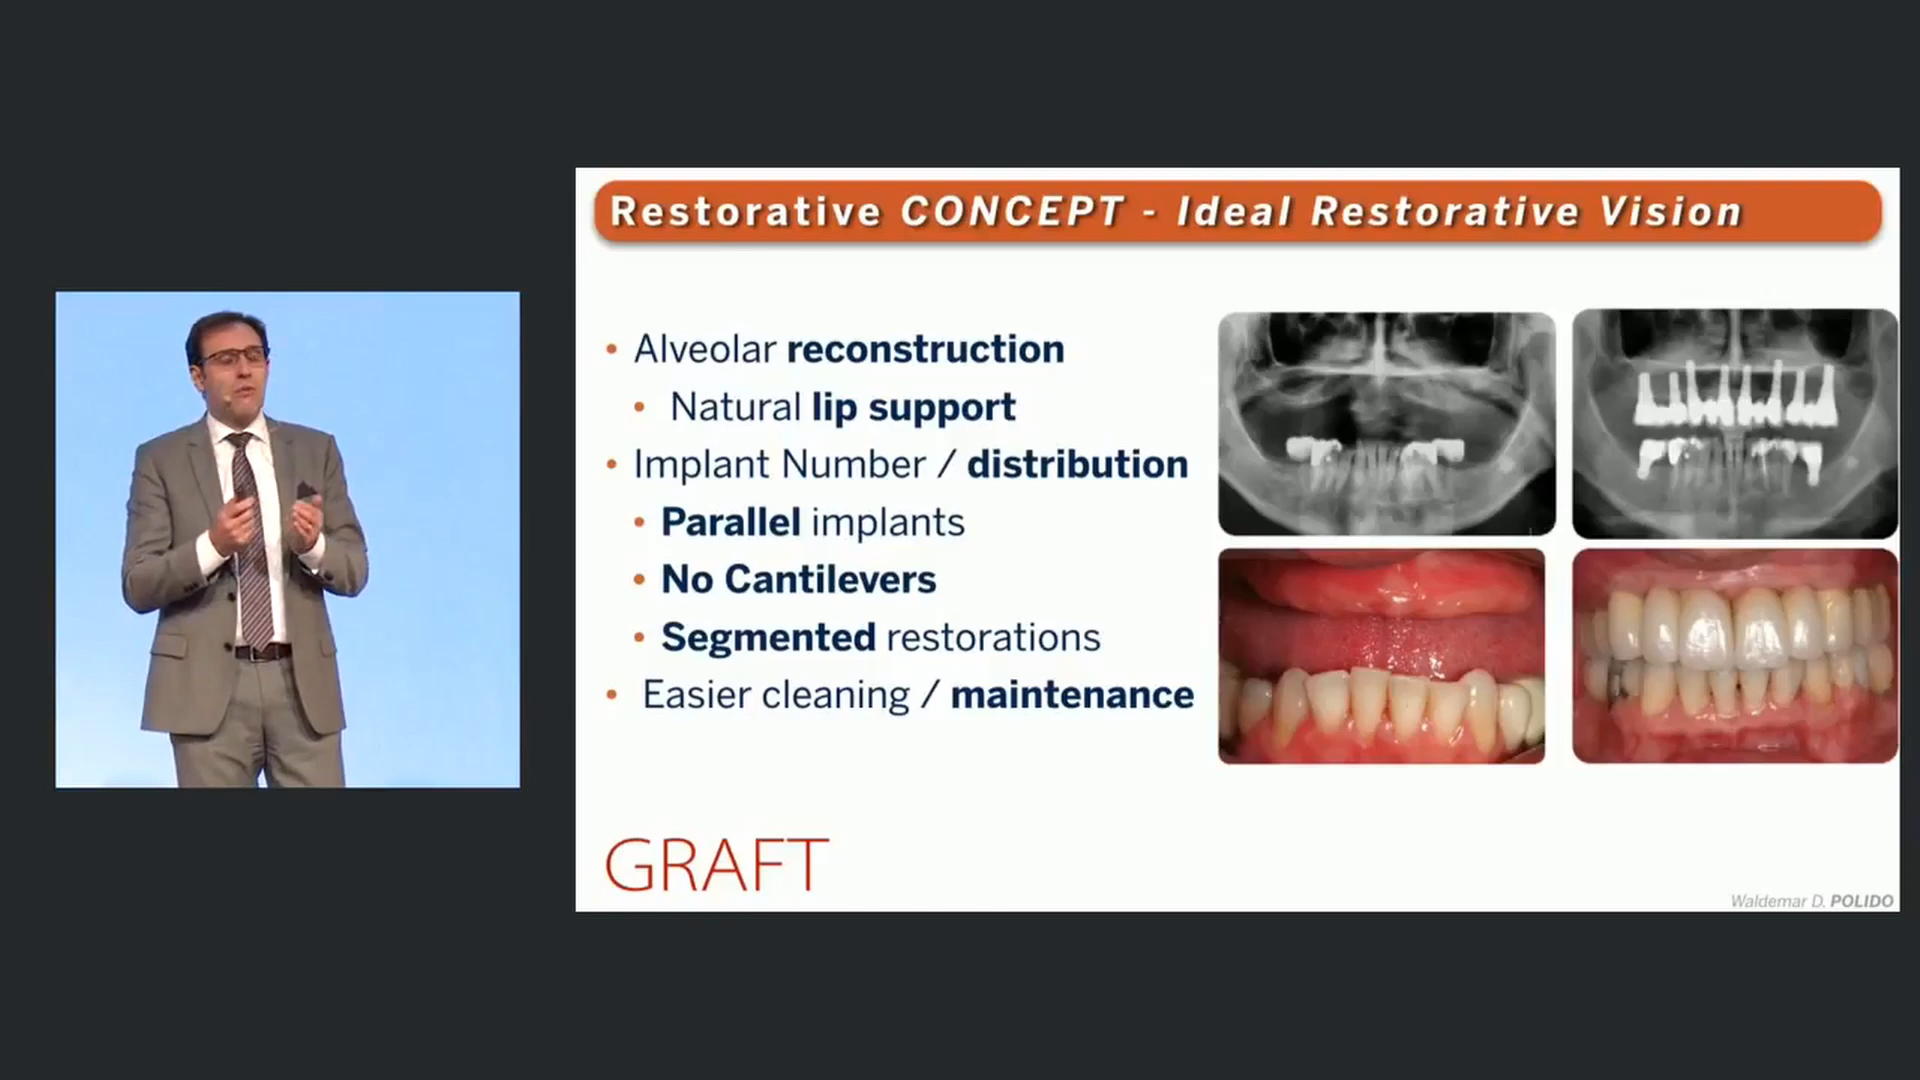 Restorative CONCEPT - Ideal Restorative Vision
• Alveolar reconstruction
• Natural lip support
• Implant Number / distribution
• Parallel implants
• No Cantilevers
• Segmented restorations
• Easier cleaning / maintenance
GRAFT
Waldemar D. POLIDO